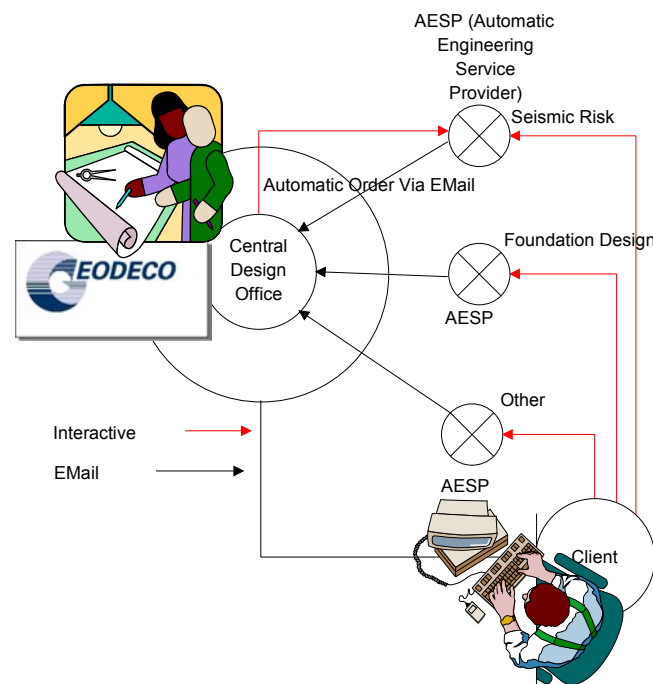 AESP (Automatic
Engineering
Service
Provider)
Seismic Risk
Automatic Order Via EMail
Central
Design
Office
Foundation Design
GEODECO
AESP
Other
Interactive
EMail
AESP
Client